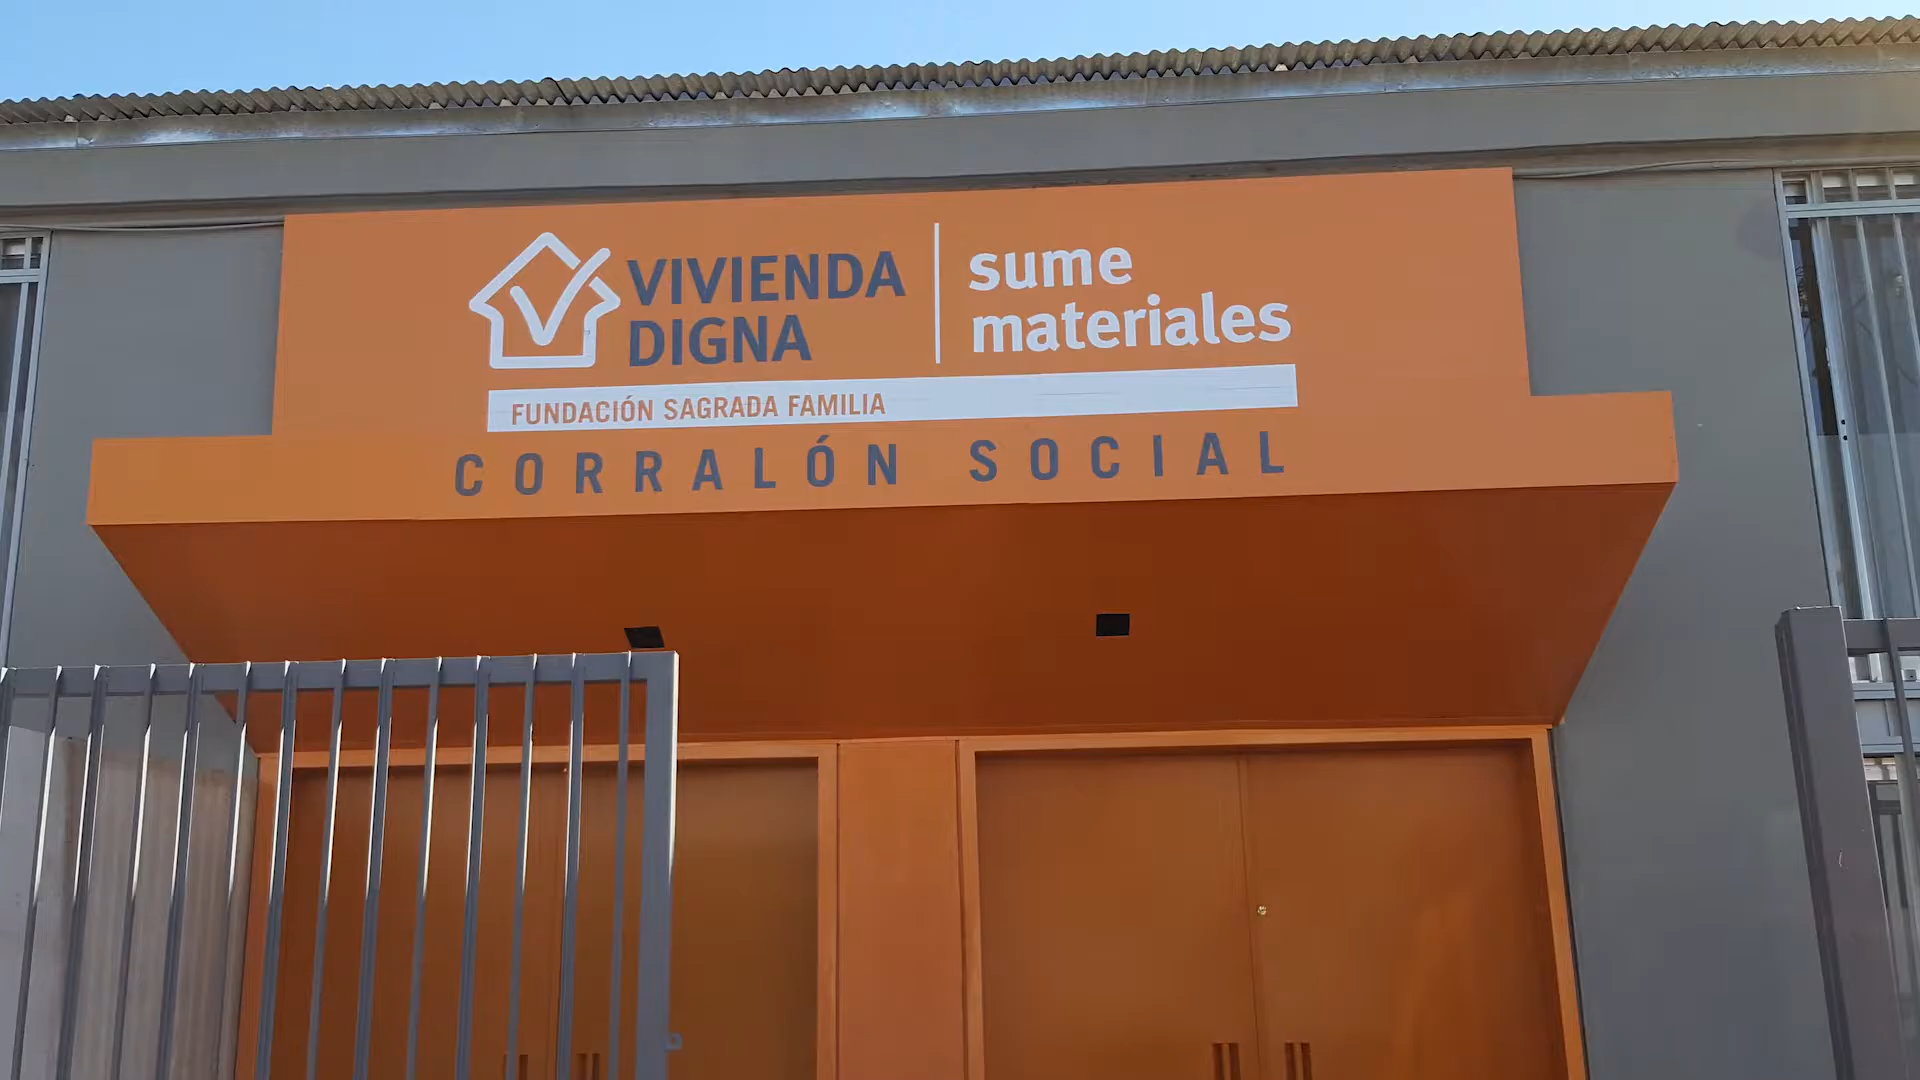 VIVIENDA
DIGNA
sume
materiales
FUNDACIÓN SAGRADA FAMILIA
CORRALÓN SOCIAL